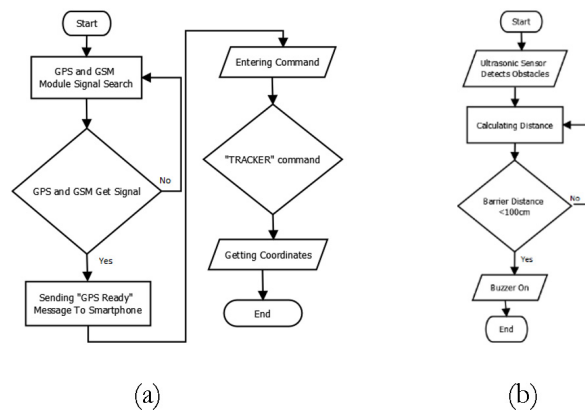 Start
GPS and GSM
Module Signal Search
GPS and GSM Get Signal
No
Yes
Sending "GPS Ready"
Message To Smartphone
Entering Command
"TRACKER" command
Getting Coordinates
End
(a)
Start
Ultrasonic Sensor
Detects Obstacles
Calculating Distance
Barrier Distance
<100cm
No
Yes
Buzzer On
End
(b)